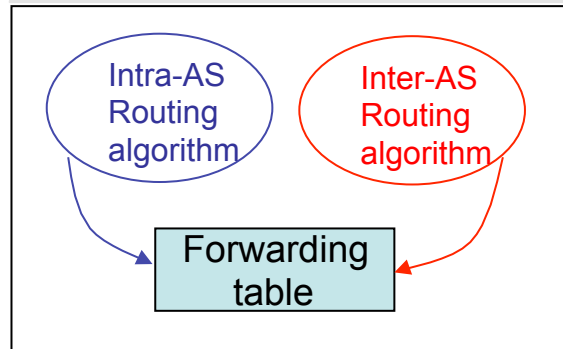 Intra-AS
Routing
algorithm
Inter-AS
Routing
algorithm
Forwarding
table